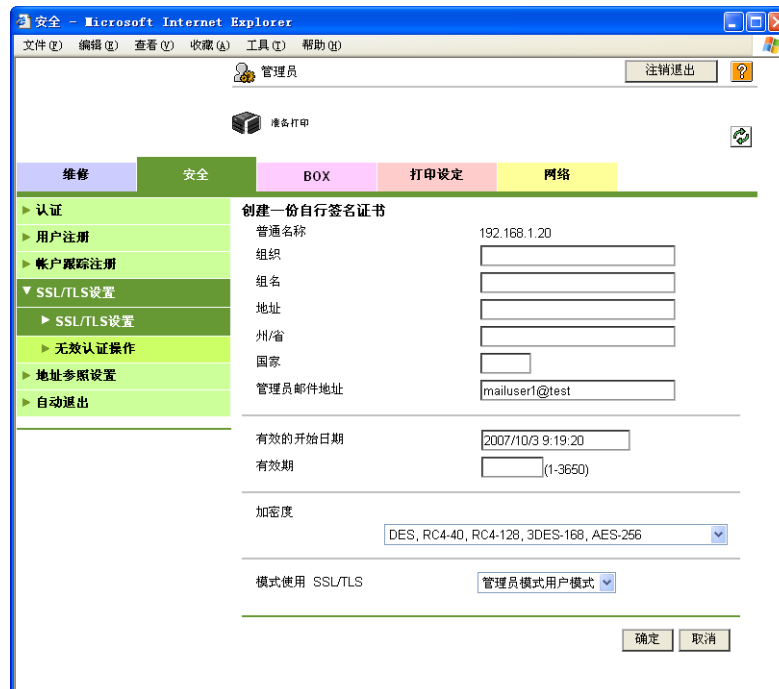 安全 - Microsoft Internet Explorer
文件(F) 编辑(E) 查看(V) 收藏(A) 工具(T) 帮助(H)
管理员 注销退出 ?
准备打印
维修 安全 BOX 打印设定 网络
认证
用户注册
帐户跟踪注册
SSL/TLS设置
SSL/TLS设置
无效认证操作
地址参照设置
自动退出
创建一份自行签名证书
普通名称 192.168.1.20
组织
组名
地址
州/省
国家
管理员邮件地址 mailuser1@test
有效的开始日期 2007/10/3 9:19:20
有效期 (1-3650)
加密度
DES, RC4-40, RC4-128, 3DES-168, AES-256
模式使用 SSL/TLS 管理员模式用户模式
确定 取消